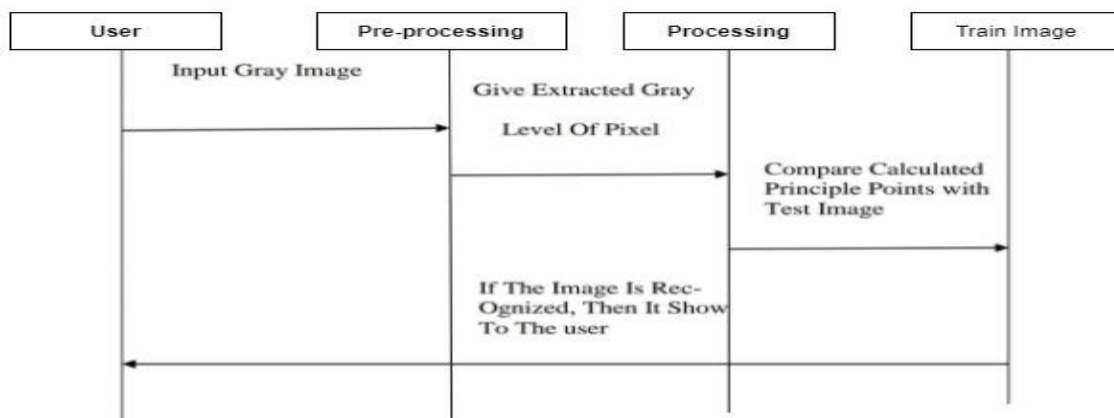 User
Pre-processing
Processing
Train Image
Input Gray Image
Give Extracted Gray
Level Of Pixel
Compare Calculated
Principle Points with
Test Image
If The Image Is Rec-
Ognized, Then It Show
To The user